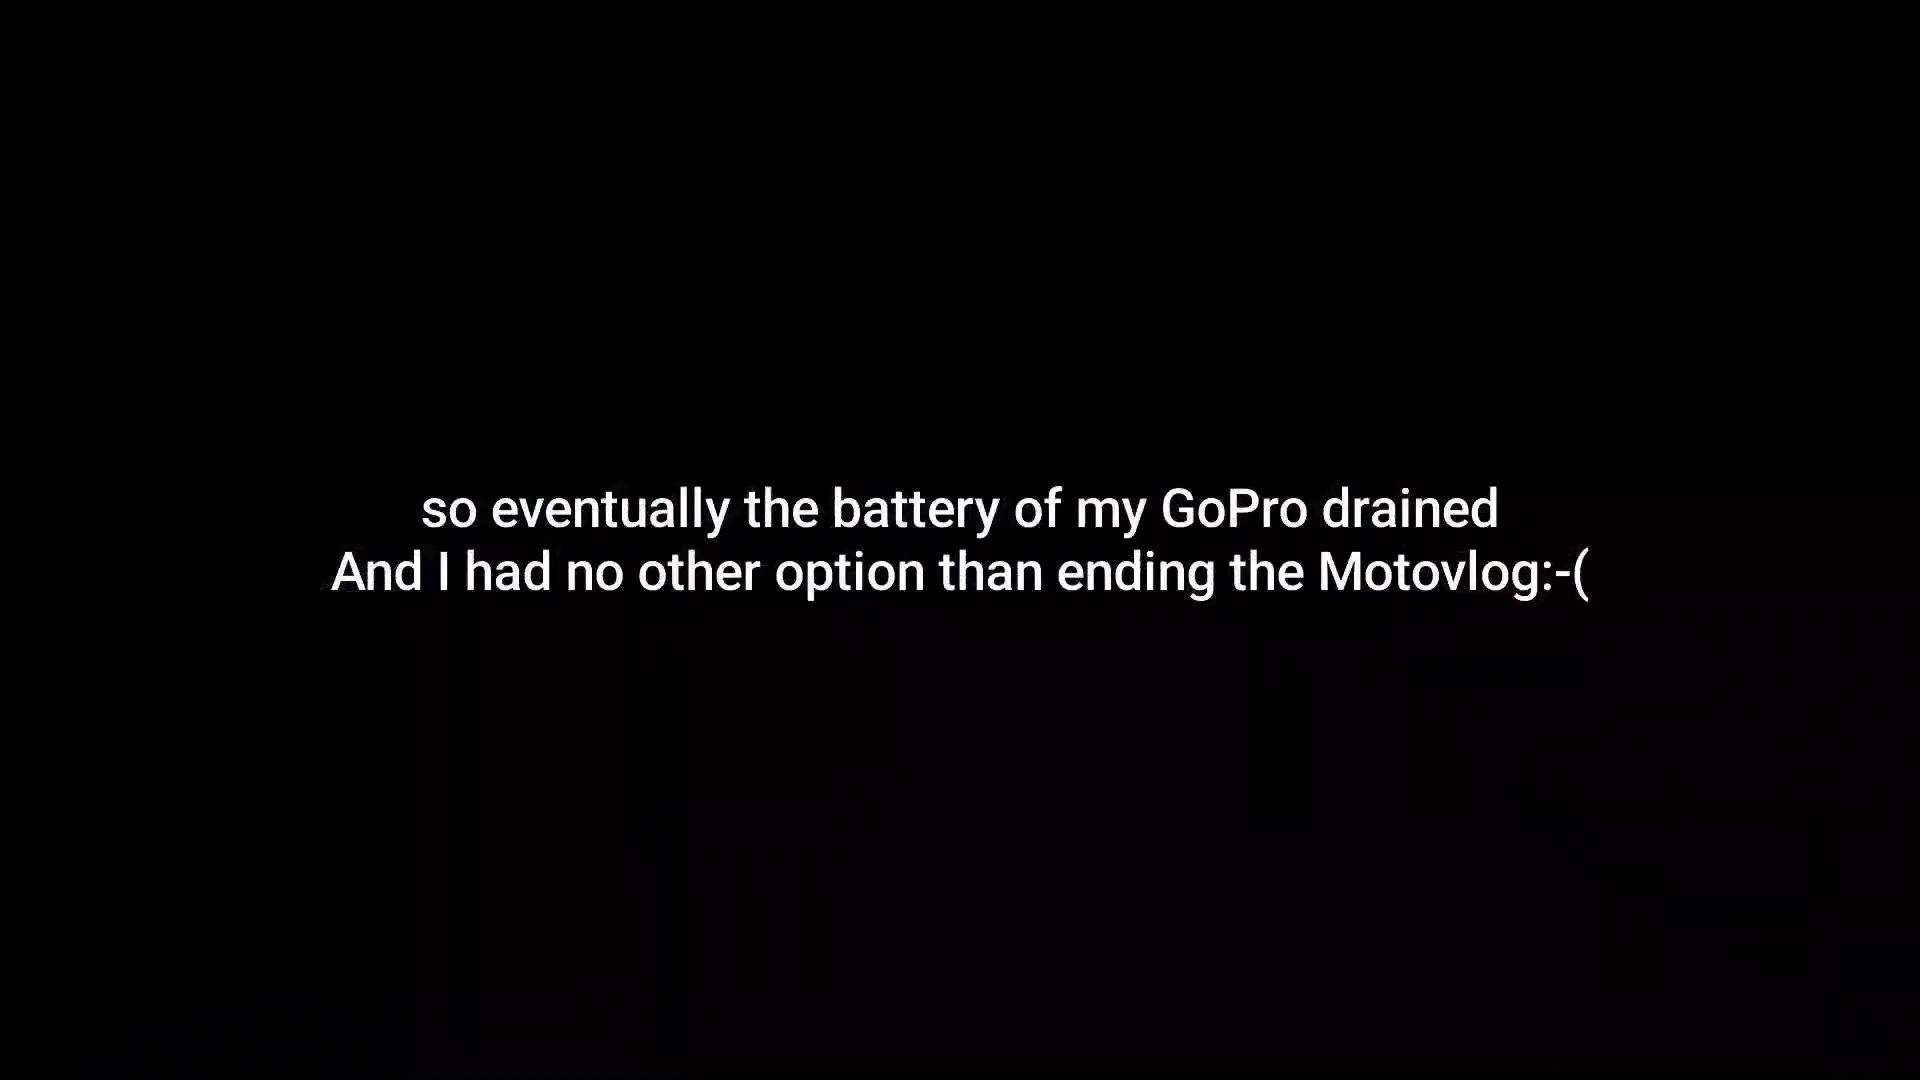 so eventually the battery of my GoPro drained
And I had no other option than ending the Motovlog:-(